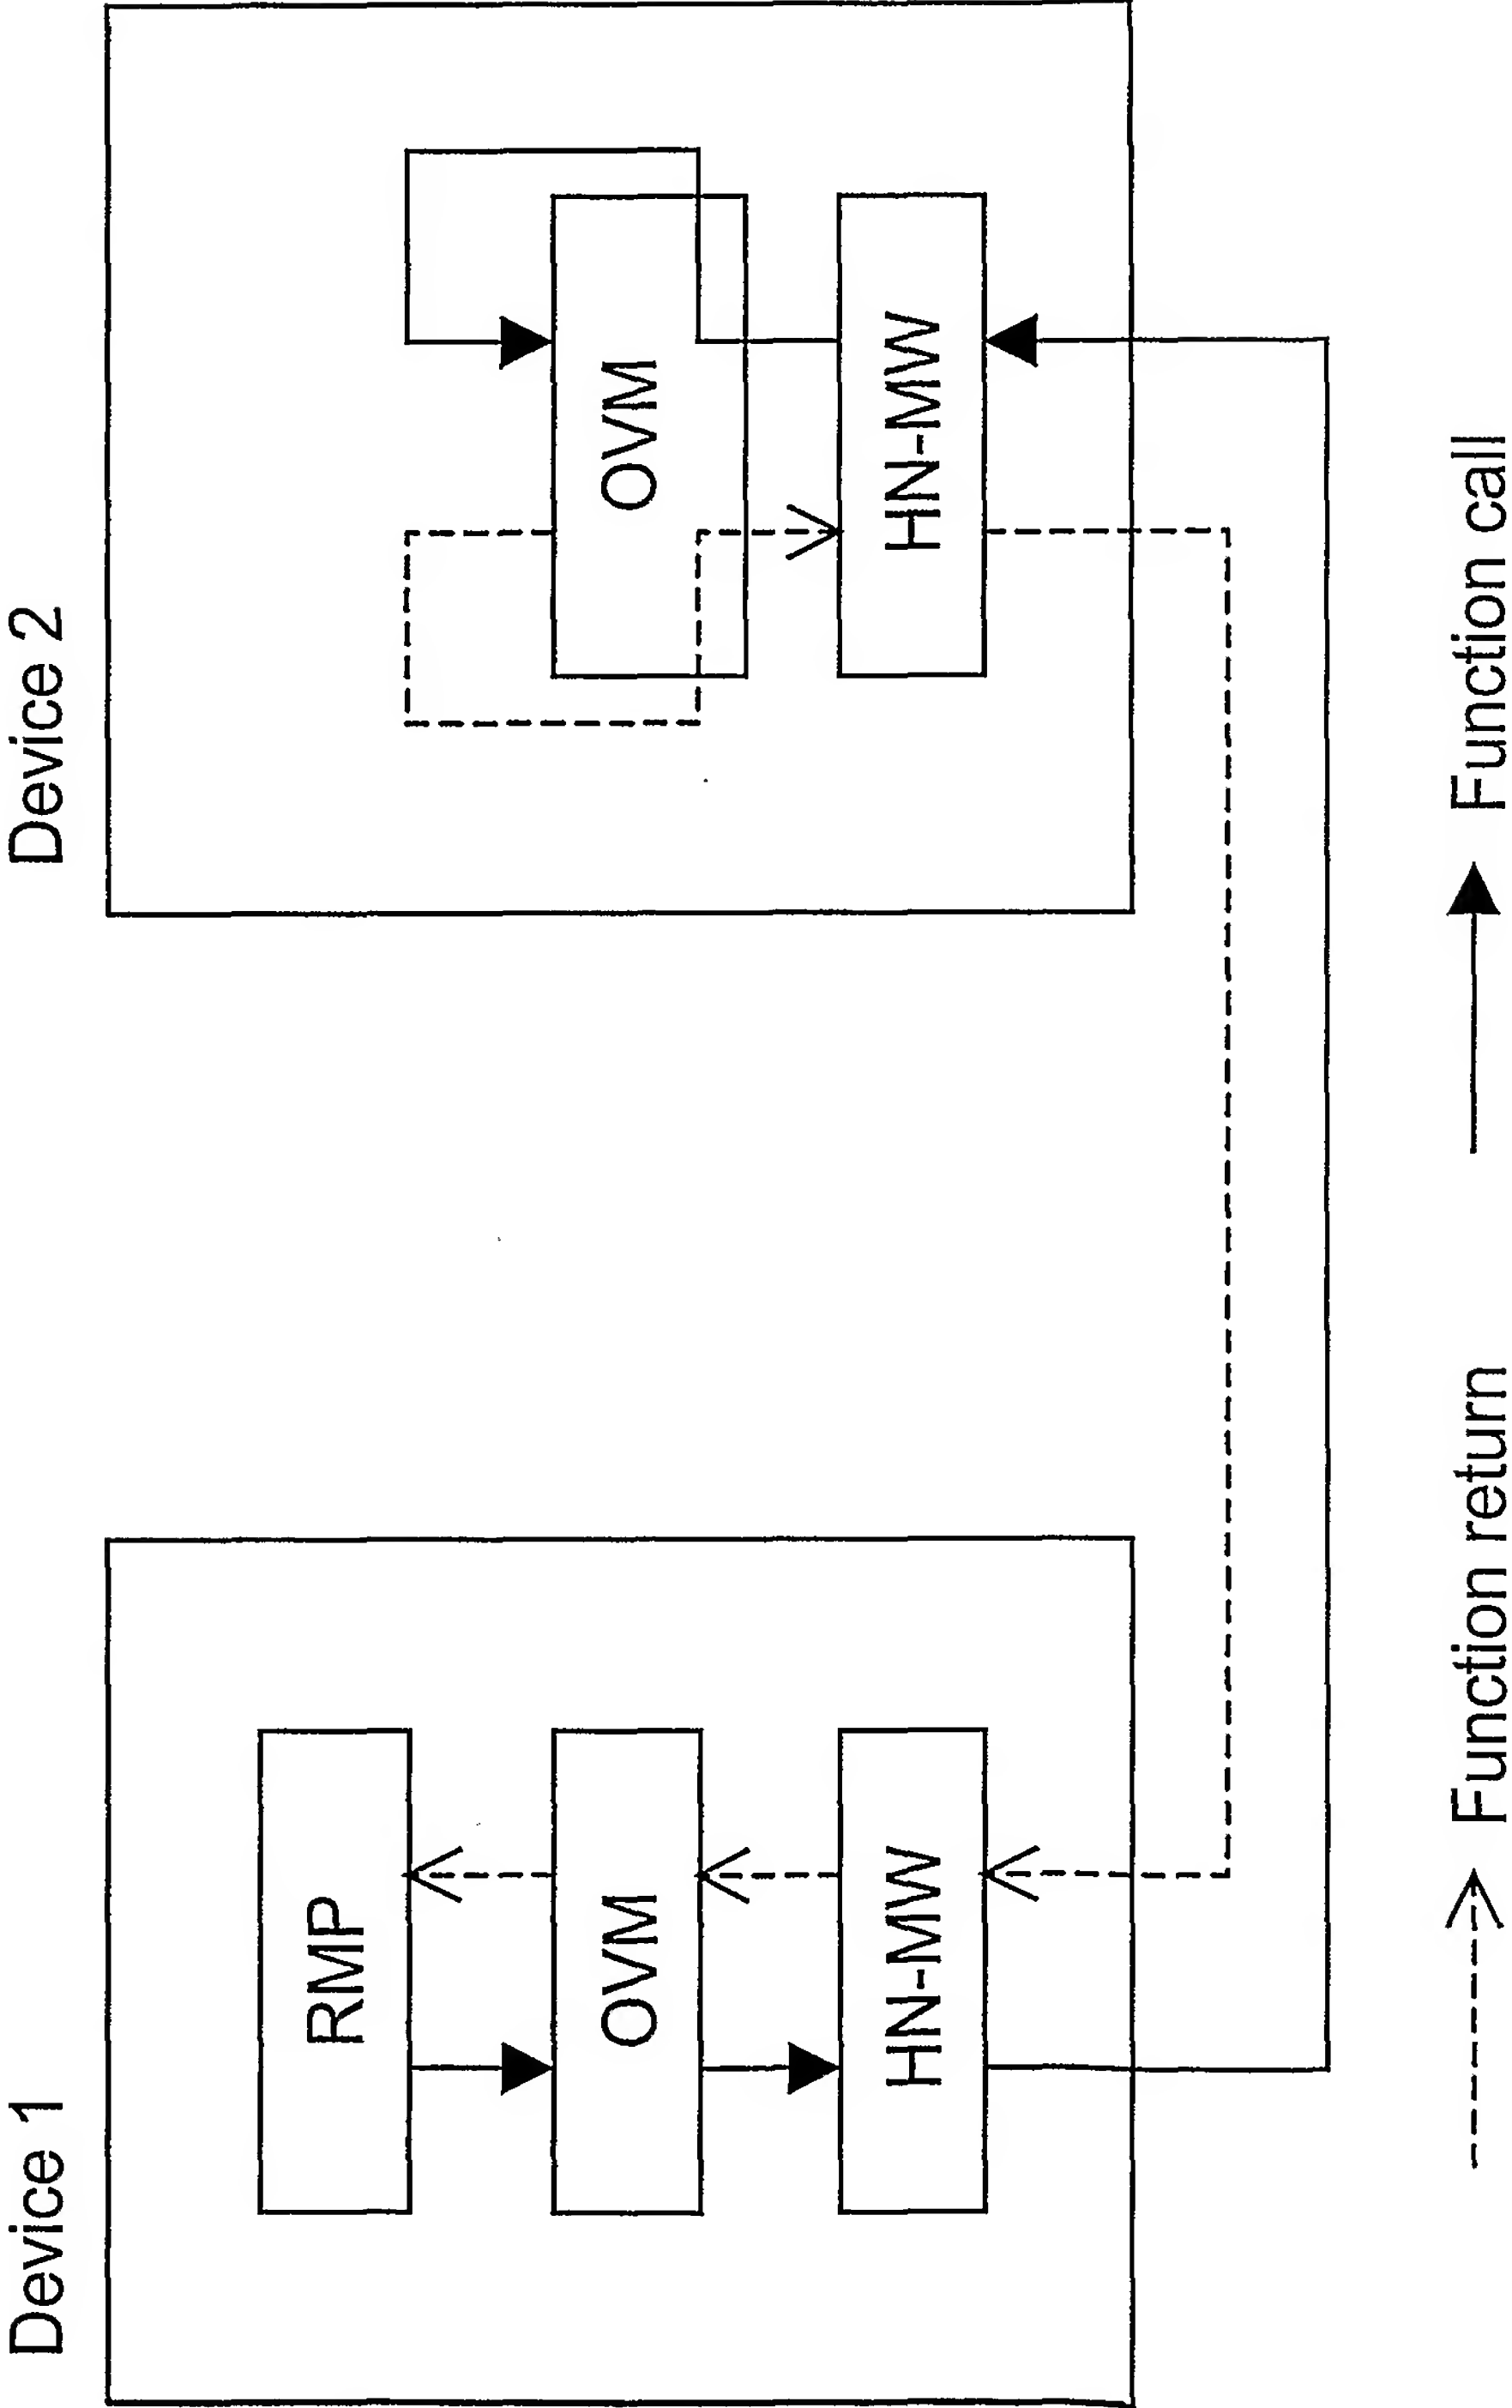 Device 1
RMP
OVM
HN-MW
Device 2
OVM
HN-MW
Function return
Function call